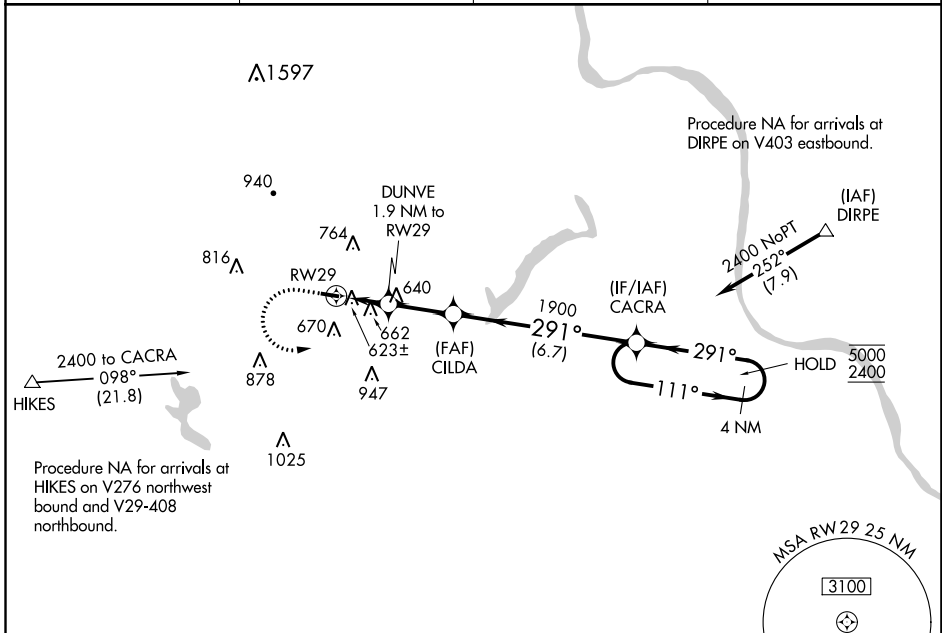 1597
Procedure NA for arrivals at
DIRPE on V403 eastbound.
940
DUNVE
1.9 NM to
RW29
(IAF)
DIRPE
764
816
2400 NoPT
252°
(7.9)
RW29
640
(IF/IAF)
CACRA
1900
291°
(6.7)
670
662
623±
(FAF)
CILDA
291°
HOLD
5000
2400
2400 to CACRA
098°
(21.8)
HIKES
878
947
111°
4 NM
1025
Procedure NA for arrivals at
HIKES on V276 northwest
bound and V29-408
northbound.
MSA RW29 25 NM
3100